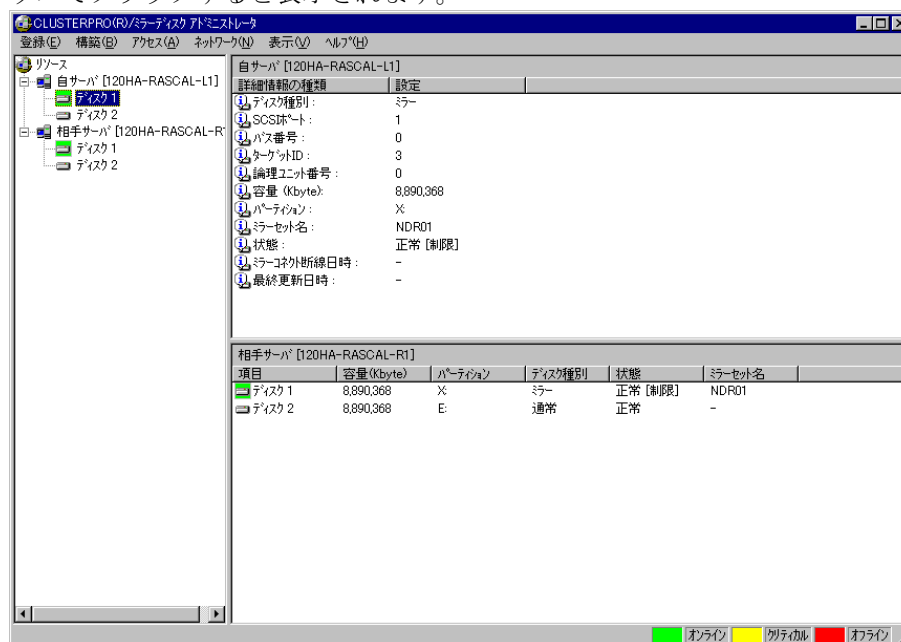 CLUSTERPRO(R)/ミラーディスク アドミニストレータ
登録(E) 構築(B) アクセス(A) ネットワーク(N) 表示(V) ヘルプ(H)
リソース
自サーバ [120HA-RASCAL-L1]
ディスク 1
ディスク 2
相手サーバ [120HA-RASCAL-R
ディスク 1
ディスク 2
自サーバ [120HA-RASCAL-L1]
詳細情報の種類 設定
ディスク種別 : ミラー
SCSIポート : 1
バス番号 : 0
ターゲットID : 3
論理ユニット番号 : 0
容量 (Kbyte): 8,890,368
パーティション : X:
ミラーセット名 : NDR01
状態 : 正常 [制限]
ミラーコネクト断線日時 : -
最終更新日時 : -
相手サーバ [120HA-RASCAL-R1]
項目 容量(Kbyte) パーティション ディスク種別 状態 ミラーセット名
ディスク 1 8,890,368 X: ミラー 正常 [制限] NDR01
ディスク 2 8,890,368 E: 通常 正常 -
オンライン クリティカル オフライン